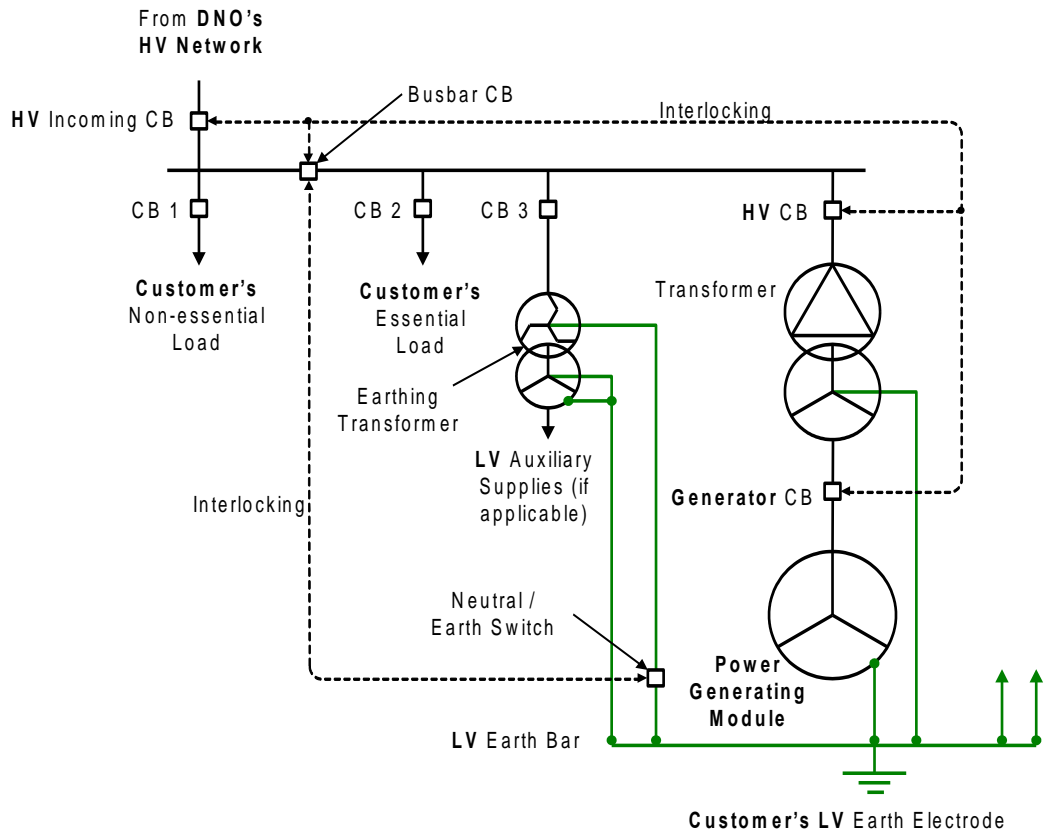 From DNO's
HV Network
Busbar CB
Interlocking
HV Incoming CB
CB 1
CB 2
CB 3
HV CB
Customer's
Non-essential
Load
Customer's
Essential
Load
Transformer
Earthing
Transformer
LV Auxiliary
Supplies (if
applicable)
Generator CB
Interlocking
Neutral /
Earth Switch
Power
Generating
Module
LV Earth Bar
Customer's LV Earth Electrode